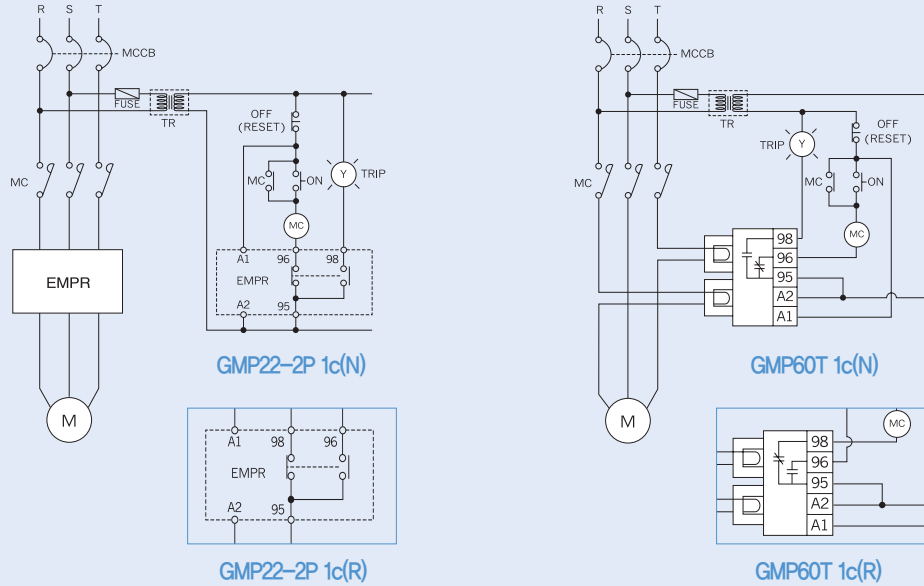 R S T
MCCB
FUSE
TR
OFF
(RESET)
MC
MC
ON
Y
TRIP
MC
EMPR
A1
96
98
EMPR
A2
95
M
GMP22-2P 1c(N)
A1
98
96
EMPR
A2
95
GMP22-2P 1c(R)
R S T
MCCB
FUSE
TR
OFF
(RESET)
TRIP
Y
MC
MC
ON
MC
98
96
95
A2
A1
M
GMP60T 1c(N)
MC
98
96
95
A2
A1
GMP60T 1c(R)